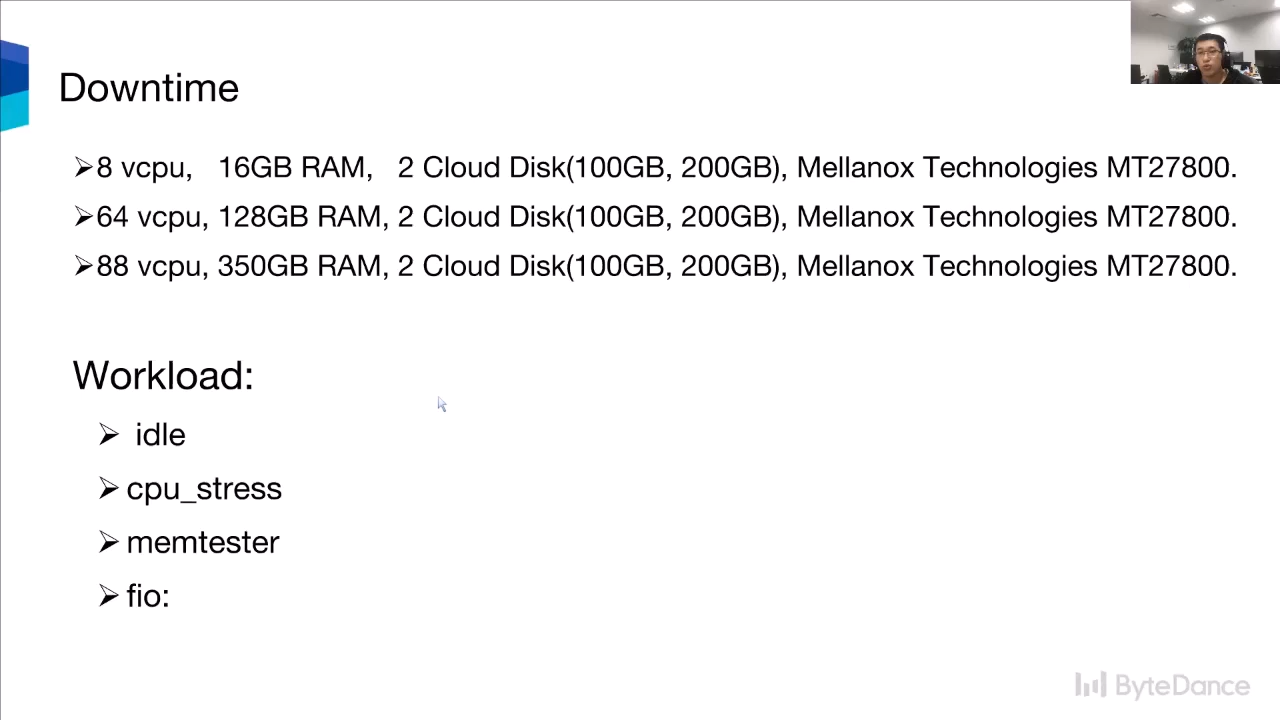 Downtime
➢8 vcpu, 16GB RAM, 2 Cloud Disk(100GB, 200GB), Mellanox Technologies MT27800.
➢64 vcpu, 128GB RAM, 2 Cloud Disk(100GB, 200GB), Mellanox Technologies MT27800.
➢88 vcpu, 350GB RAM, 2 Cloud Disk(100GB, 200GB), Mellanox Technologies MT27800.
Workload:
➢ idle
➢ cpu_stress
➢ memtester
➢ fio:
ByteDance